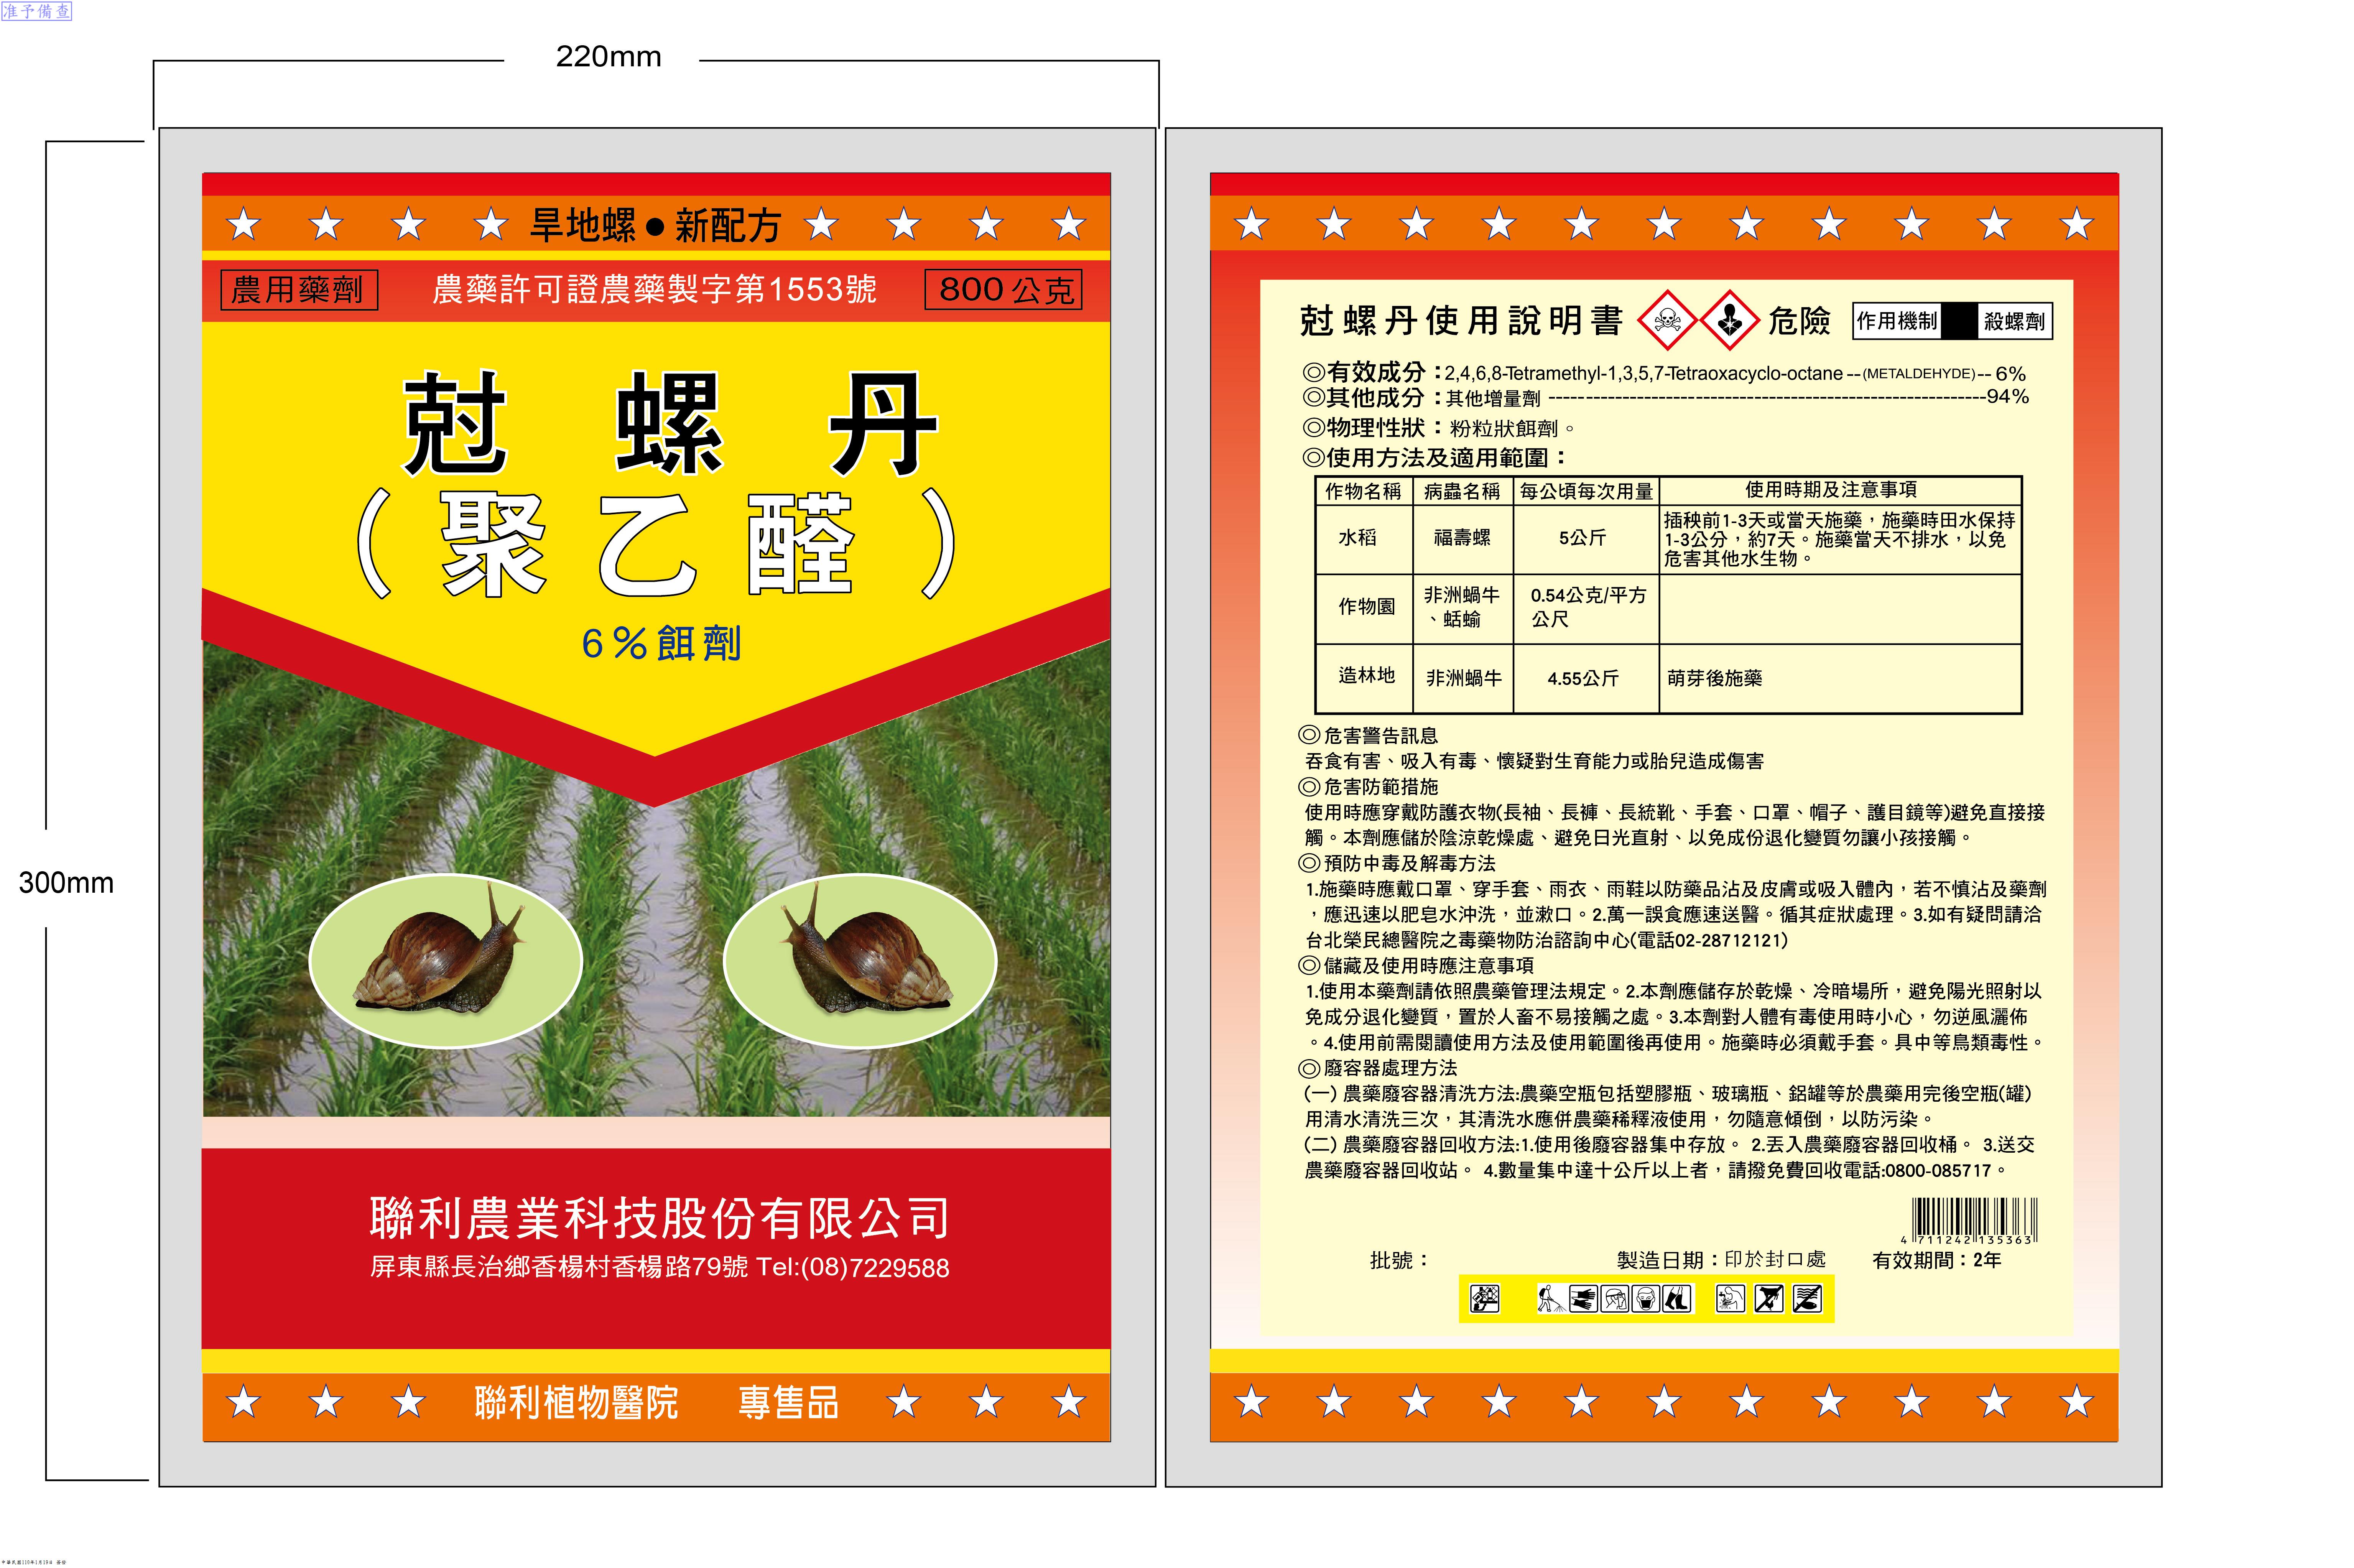 准予備查
220mm
300mm
旱地螺●新配方
農用藥劑
農藥許可證農藥製字第1553號
800公克
尅螺丹
(聚乙醛)
6%餌劑
聯利農業科技股份有限公司
屏東縣長治鄉香楊村香楊路79號 Tel:(08)7229588
聯利植物醫院 專售品
尅螺丹使用說明書
危險
作用機制
殺螺劑
◎有效成分：2,4,6,8-Tetramethyl-1,3,5,7-Tetraoxacyclo-octane --(METALDEHYDE)-- 6%
◎其他成分：其他增量劑 ----------------------------------------------------------94%
◎物理性狀：粉粒狀餌劑。
◎使用方法及適用範圍：
作物名稱 病蟲名稱 每公頃每次用量 使用時期及注意事項
水稻 福壽螺 5公斤 插秧前1-3天或當天施藥，施藥時田水保持
1-3公分，約7天。施藥當天不排水，以免
危害其他水生物。
作物園 非洲蝸牛 0.54公克/平方
、蛞蝓 公尺
造林地 非洲蝸牛 4.55公斤 萌芽後施藥
◎危害警告訊息
吞食有害、吸入有毒、懷疑對生育能力或胎兒造成傷害
◎危害防範措施
使用時應穿戴防護衣物(長袖、長褲、長統靴、手套、口罩、帽子、護目鏡等)避免直接接
觸。本劑應儲於陰涼乾燥處、避免日光直射、以免成份退化變質勿讓小孩接觸。
◎預防中毒及解毒方法
1.施藥時應戴口罩、穿手套、雨衣、雨鞋以防藥品沾及皮膚或吸入體內，若不慎沾及藥劑
，應迅速以肥皂水沖洗，並漱口。2.萬一誤食應速送醫。循其症狀處理。3.如有疑問請洽
台北榮民總醫院之毒藥物防治諮詢中心(電話02-28712121)
◎儲藏及使用時應注意事項
1.使用本藥劑請依照農藥管理法規定。2.本劑應儲存於乾燥、冷暗場所，避免陽光照射以
免成分退化變質，置於人畜不易接觸之處。3.本劑對人體有毒使用時小心，勿逆風灑佈
。4.使用前需閱讀使用方法及使用範圍後再使用。施藥時必須戴手套。具中等鳥類毒性。
◎廢容器處理方法
(一) 農藥廢容器清洗方法:農藥空瓶包括塑膠瓶、玻璃瓶、鋁罐等於農藥用完後空瓶(罐)
用清水清洗三次，其清洗水應併農藥稀釋液使用，勿隨意傾倒，以防污染。
(二) 農藥廢容器回收方法:1.使用後廢容器集中存放。 2.丟入農藥廢容器回收桶。 3.送交
農藥廢容器回收站。 4.數量集中達十公斤以上者，請撥免費回收電話:0800-085717。
4 711242 135363
批號： 製造日期：印於封口處 有效期間：2年